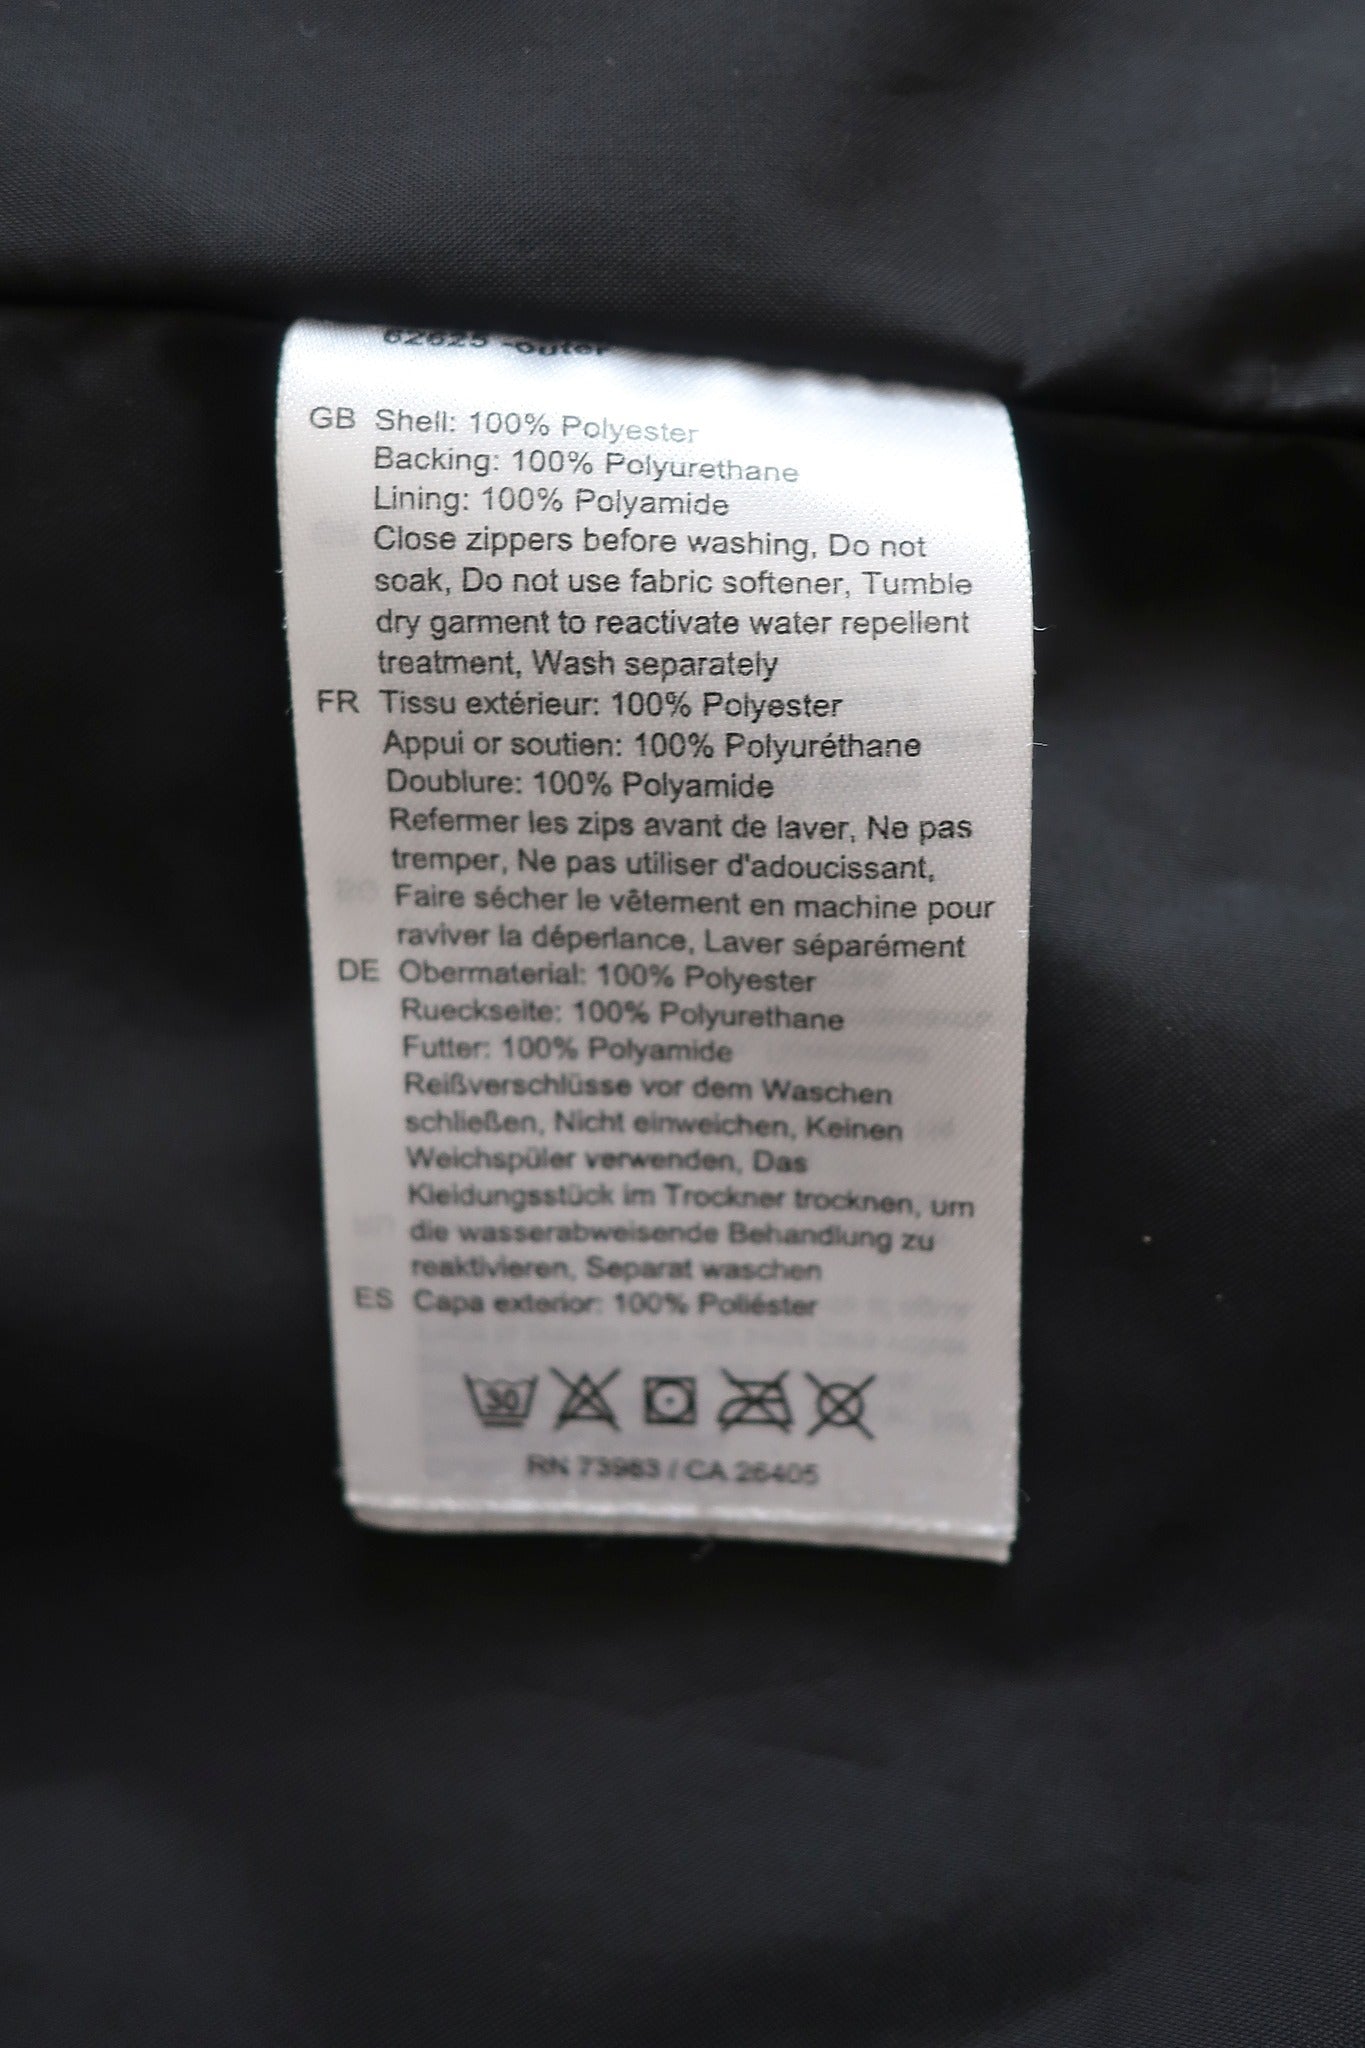 62625 -outer
GB Shell: 100% Polyester
Backing: 100% Polyurethane
Lining: 100% Polyamide
Close zippers before washing, Do not
soak, Do not use fabric softener, Tumble
dry garment to reactivate water repellent
treatment, Wash separately
FR Tissu extérieur: 100% Polyester
Appui or soutien: 100% Polyuréthane
Doublure: 100% Polyamide
Refermer les zips avant de laver, Ne pas
tremper, Ne pas utiliser d'adoucissant,
Faire sécher le vêtement en machine pour
raviver la déperlance, Laver séparément
DE Obermaterial: 100% Polyester
Rueckseite: 100% Polyurethane
Futter: 100% Polyamide
Reißverschlüsse vor dem Waschen
schließen, Nicht einweichen, Keinen
Weichspüler verwenden, Das
Kleidungsstück im Trockner trocknen, um
die wasserabweisende Behandlung zu
reaktivieren, Separat waschen
ES Capa exterior: 100% Poliéster
30
RN 73983 / CA 26405